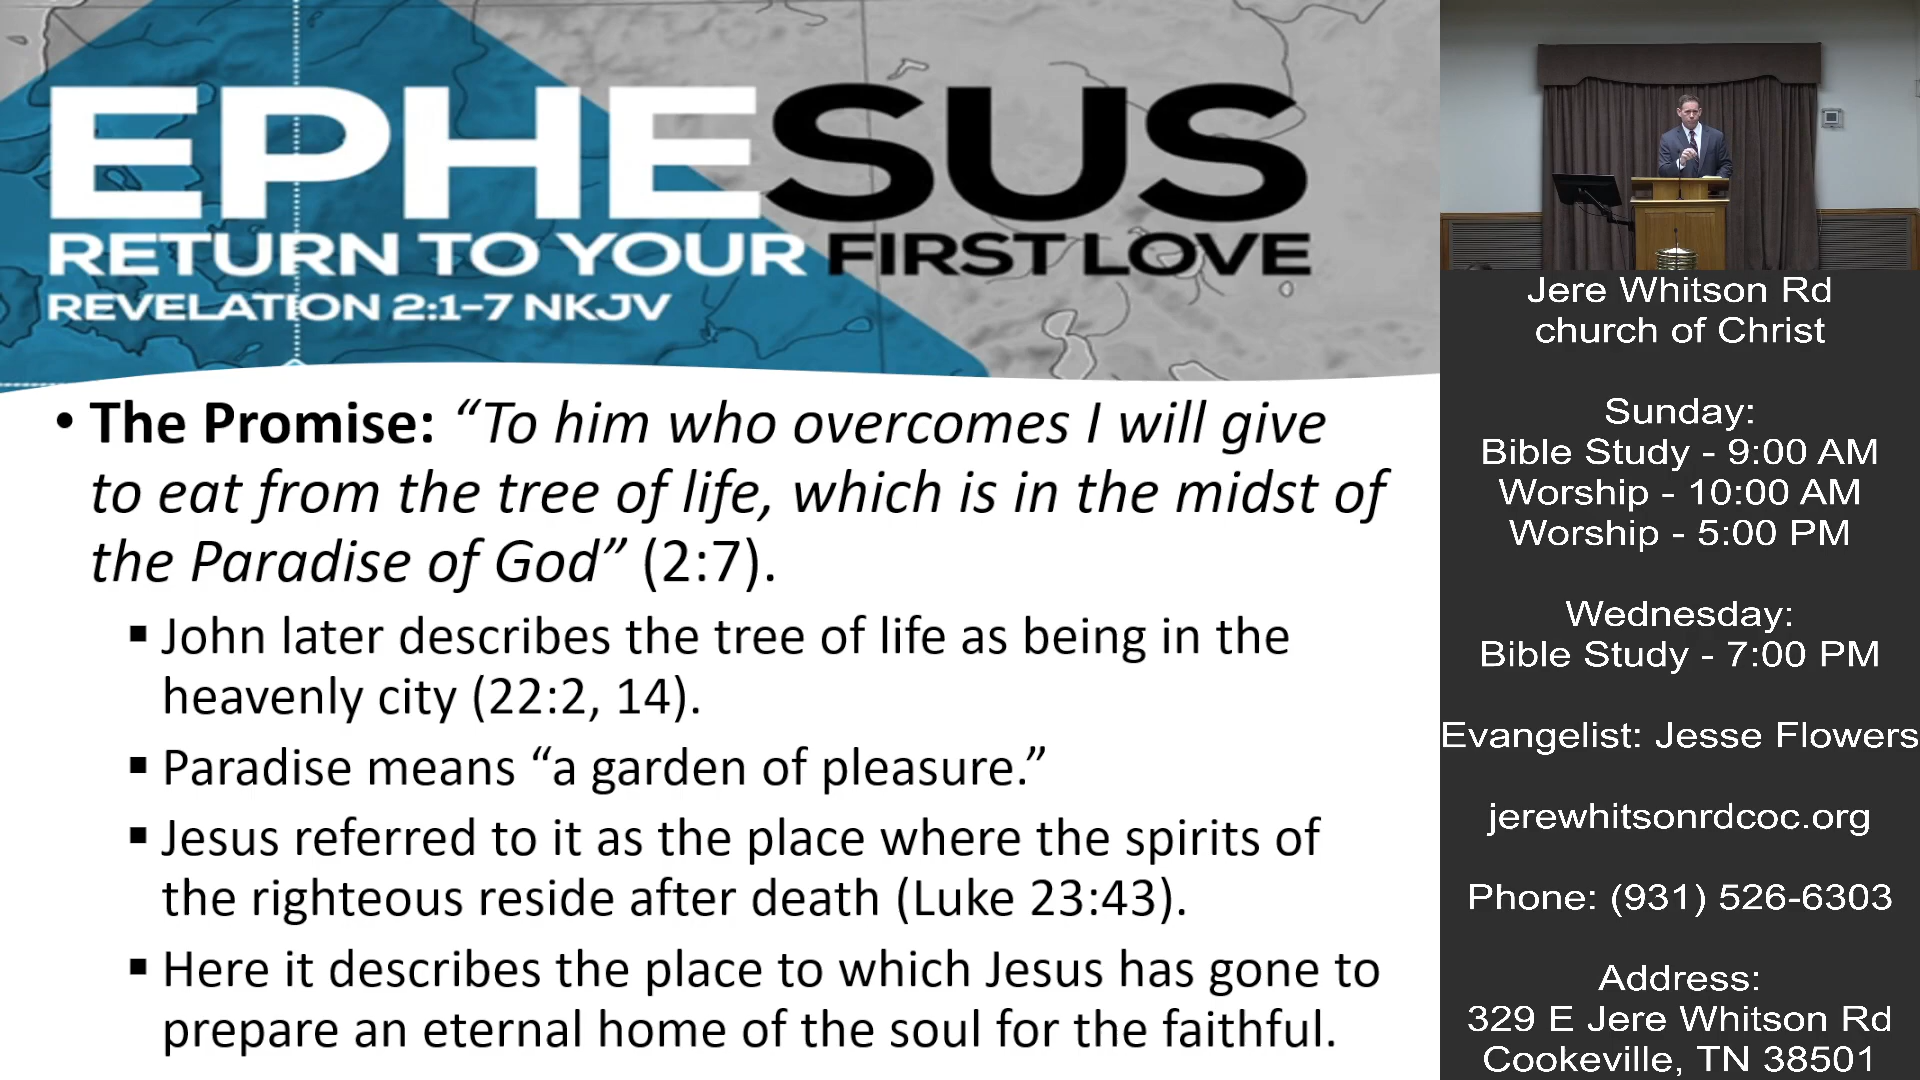 EPHESUS
RETURN TO YOUR FIRST LOVE
REVELATION 2:1-7 NKJV
• The Promise: “To him who overcomes I will give
to eat from the tree of life, which is in the midst of
the Paradise of God” (2:7).
▪ John later describes the tree of life as being in the
heavenly city (22:2, 14).
▪ Paradise means “a garden of pleasure.”
▪ Jesus referred to it as the place where the spirits of
the righteous reside after death (Luke 23:43).
▪ Here it describes the place to which Jesus has gone to
prepare an eternal home of the soul for the faithful.
Jere Whitson Rd
church of Christ
Sunday:
Bible Study - 9:00 AM
Worship - 10:00 AM
Worship - 5:00 PM
Wednesday:
Bible Study - 7:00 PM
Evangelist: Jesse Flowers
jerewhitsonrdcoc.org
Phone: (931) 526-6303
Address:
329 E Jere Whitson Rd
Cookeville, TN 38501